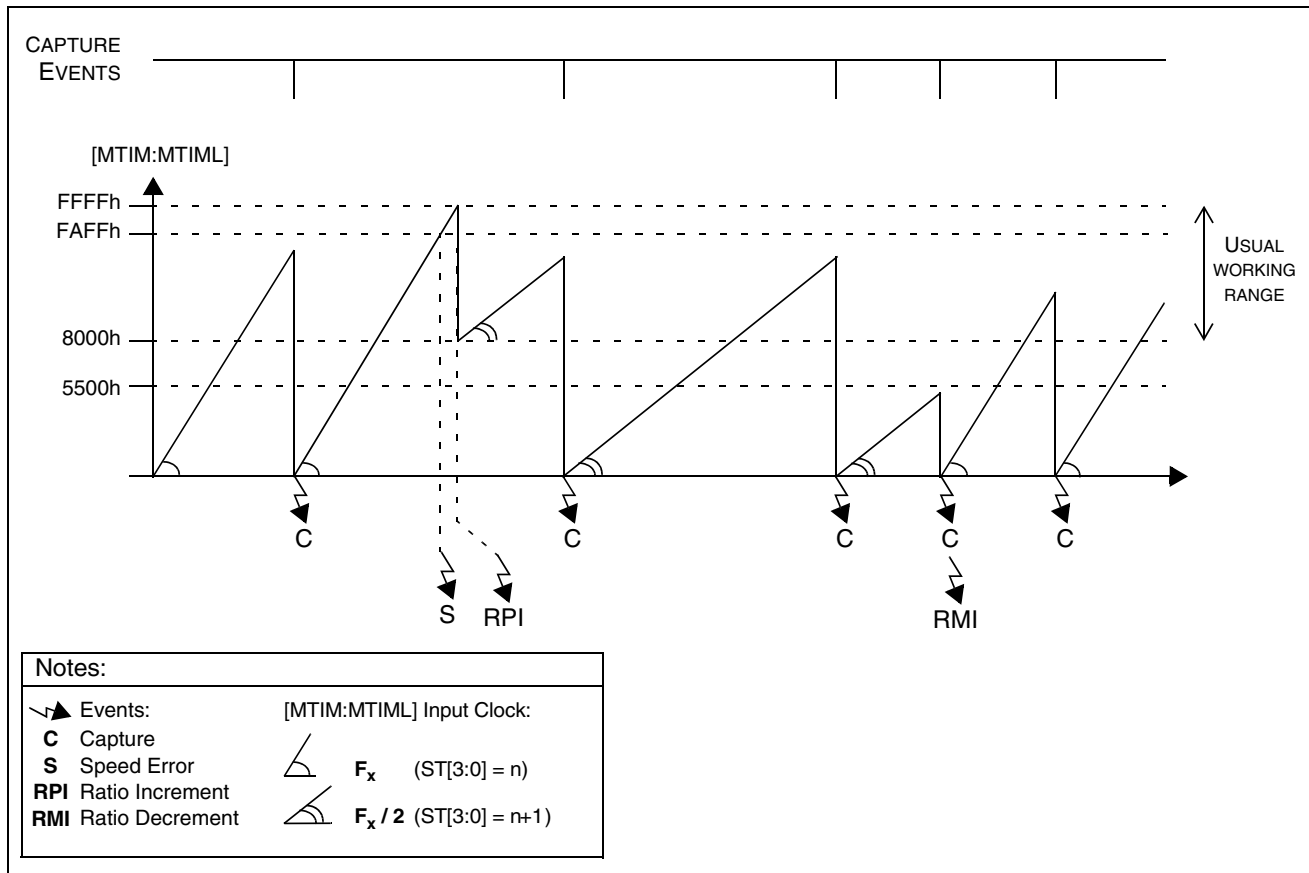 CAPTURE
EVENTS
[MTIM:MTIML]
FFFFh
FAFFh
8000h
5500h
USUAL
WORKING
RANGE
C C C C C
S RPI RMI
Notes:
Events: [MTIM:MTIML] Input Clock:
C Capture
S Speed Error Fx (ST[3:0] = n)
RPI Ratio Increment
RMI Ratio Decrement Fx / 2 (ST[3:0] = n+1)